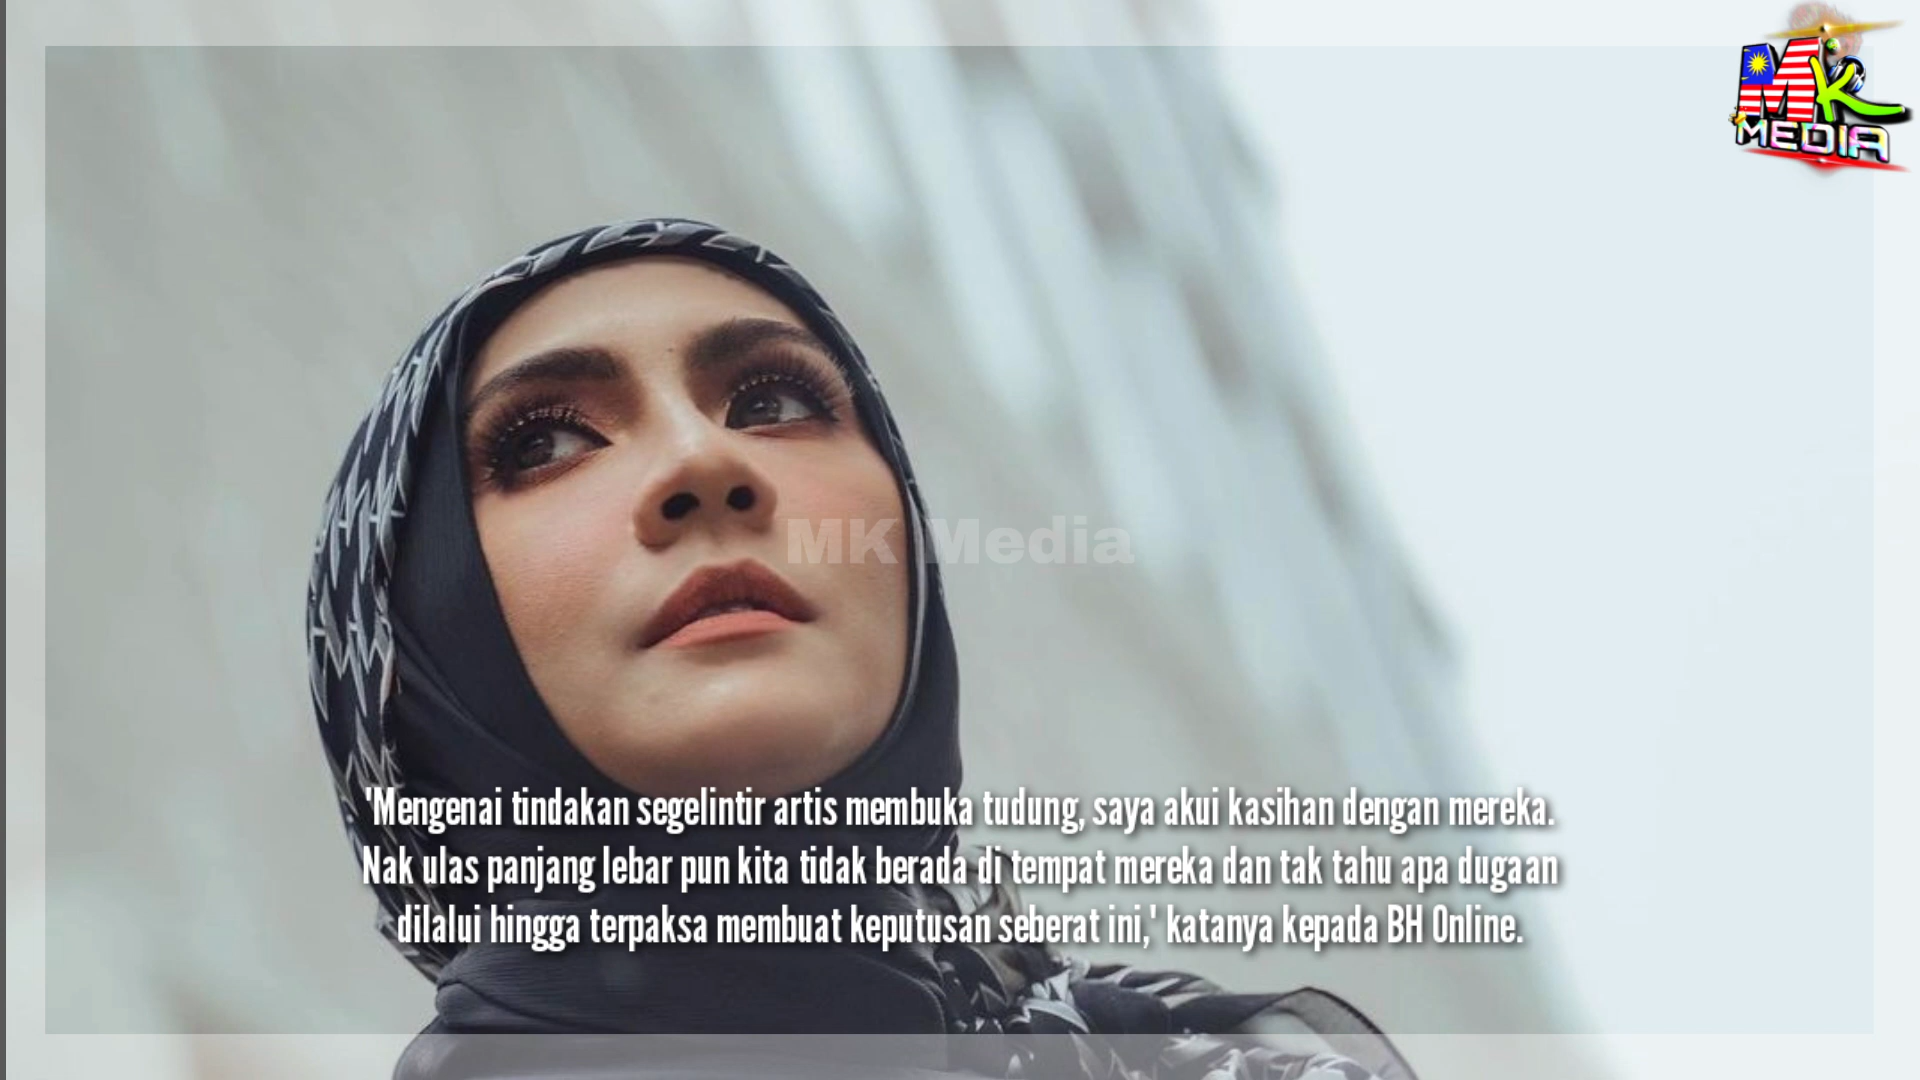 MK
MEDIA
MK Media
'Mengenai tindakan segelintir artis membuka tudung, saya akui kasihan dengan mereka.
Nak ulas panjang lebar pun kita tidak berada di tempat mereka dan tak tahu apa dugaan
dilalui hingga terpaksa membuat keputusan seberat ini,' katanya kepada BH Online.